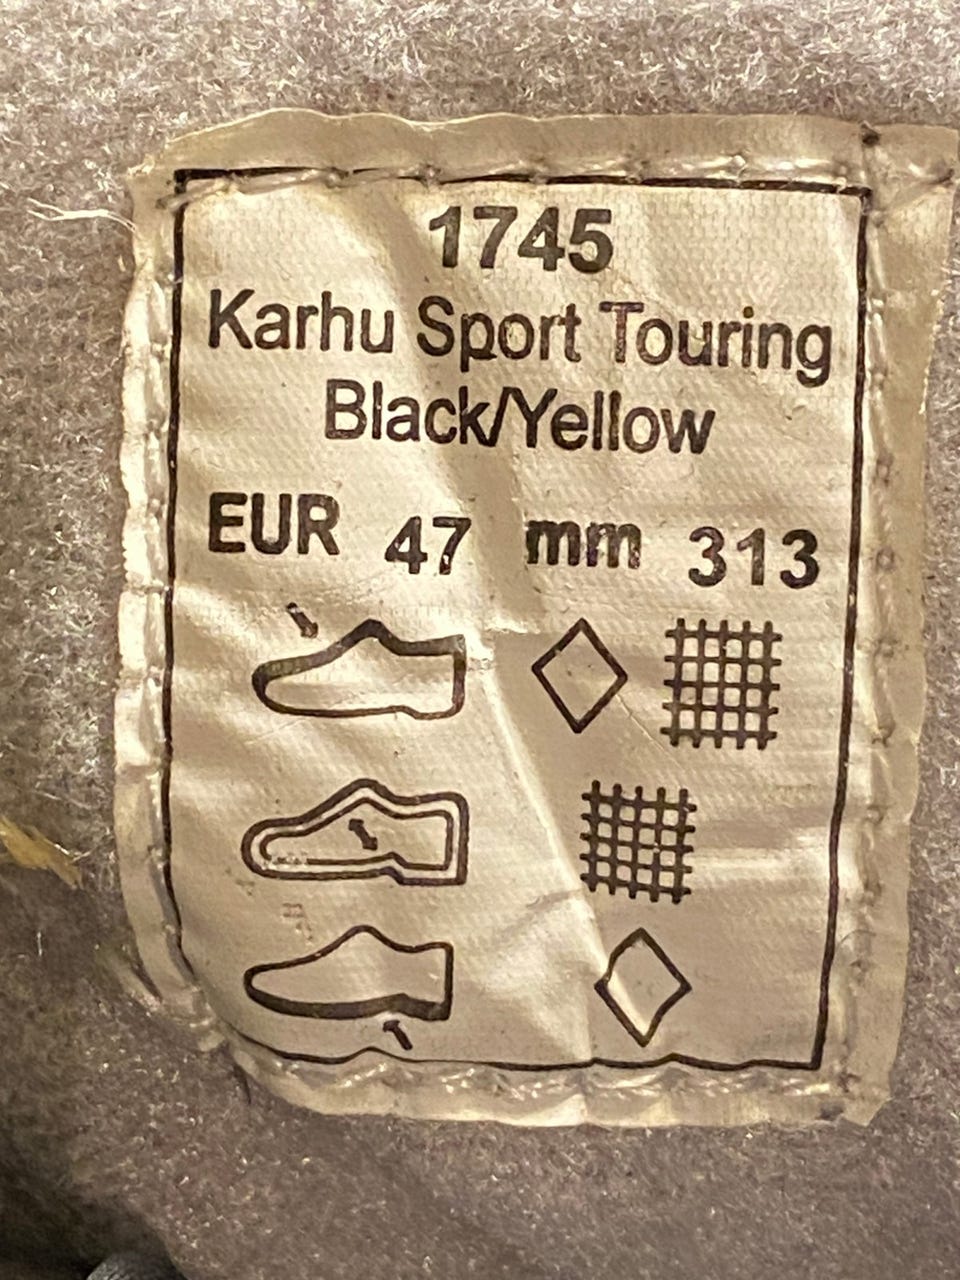 1745
Karhu Sport Touring
Black/Yellow
EUR 47 mm 313